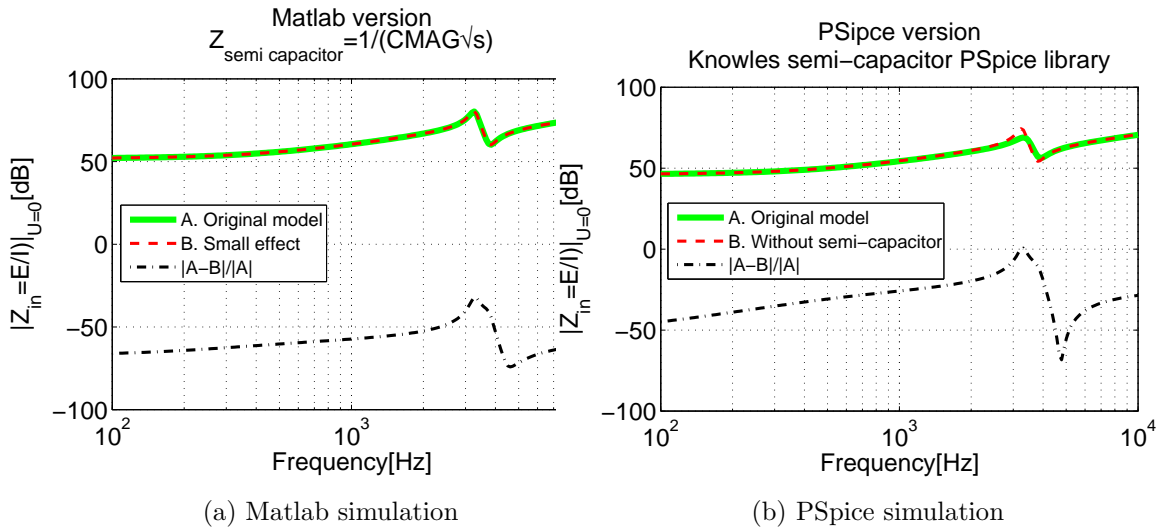 Matlab version
Z semi capacitor=1/(CMAG√s)
100
50
0
−50
−100
|Z_in=E/I)|_U=0[dB]
A. Original model
B. Small effect
|A−B|/|A|
10^2
10^3
Frequency[Hz]
(a) Matlab simulation
PSipce version
Knowles semi−capacitor PSpice library
100
50
0
−50
−100
|Z_in=E/I)|_U=0[dB]
A. Original model
B. Without semi−capacitor
|A−B|/|A|
10^2
10^3
10^4
Frequency[Hz]
(b) PSpice simulation